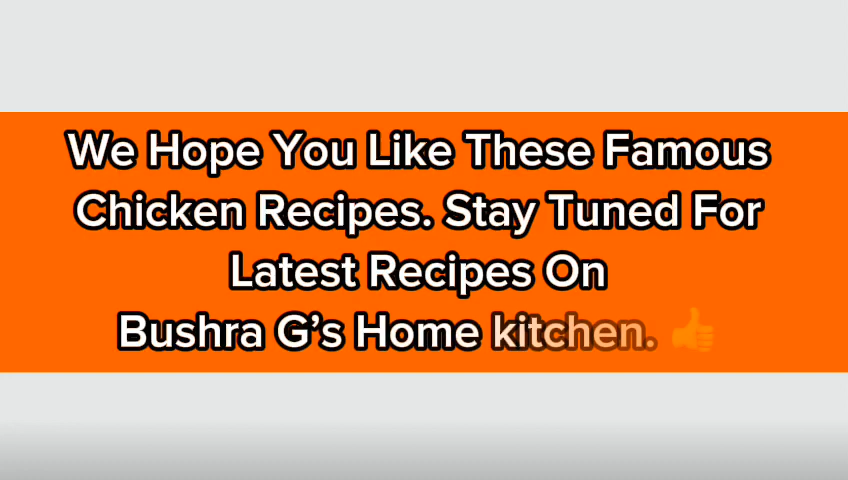 We Hope You Like These Famous
Chicken Recipes. Stay Tuned For
Latest Recipes On
Bushra G’s Home kitchen. 👍